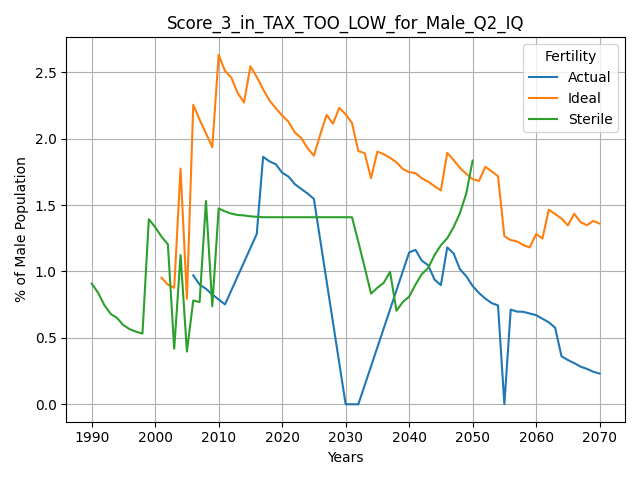 Score_3_in_TAX_TOO_LOW_for_Male_Q2_IQ
% of Male Population
2.5
2.0
1.5
1.0
0.5
0.0
Fertility
Actual
Ideal
Sterile
1990 2000 2010 2020 2030 2040 2050 2060 2070
Years